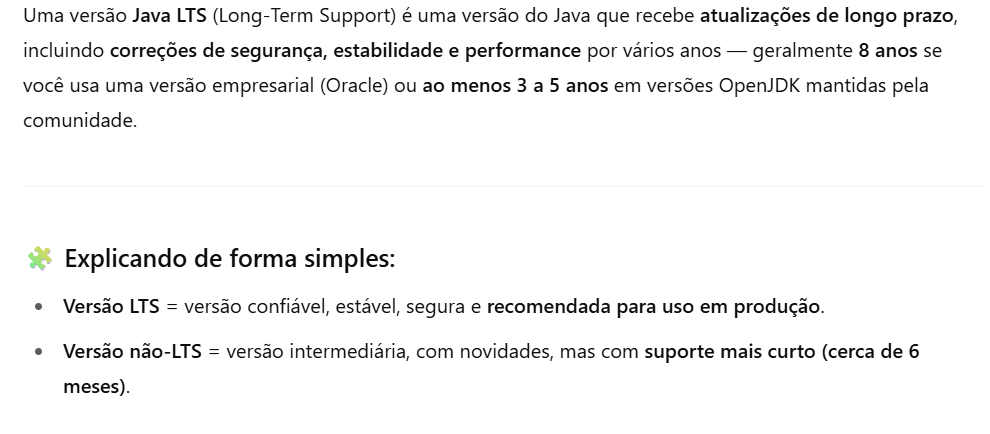 Uma versão Java LTS (Long-Term Support) é uma versão do Java que recebe atualizações de longo prazo,
incluindo correções de segurança, estabilidade e performance por vários anos — geralmente 8 anos se
você usa uma versão empresarial (Oracle) ou ao menos 3 a 5 anos em versões OpenJDK mantidas pela
comunidade.
🧩 Explicando de forma simples:
• Versão LTS = versão confiável, estável, segura e recomendada para uso em produção.
• Versão não-LTS = versão intermediária, com novidades, mas com suporte mais curto (cerca de 6
meses).